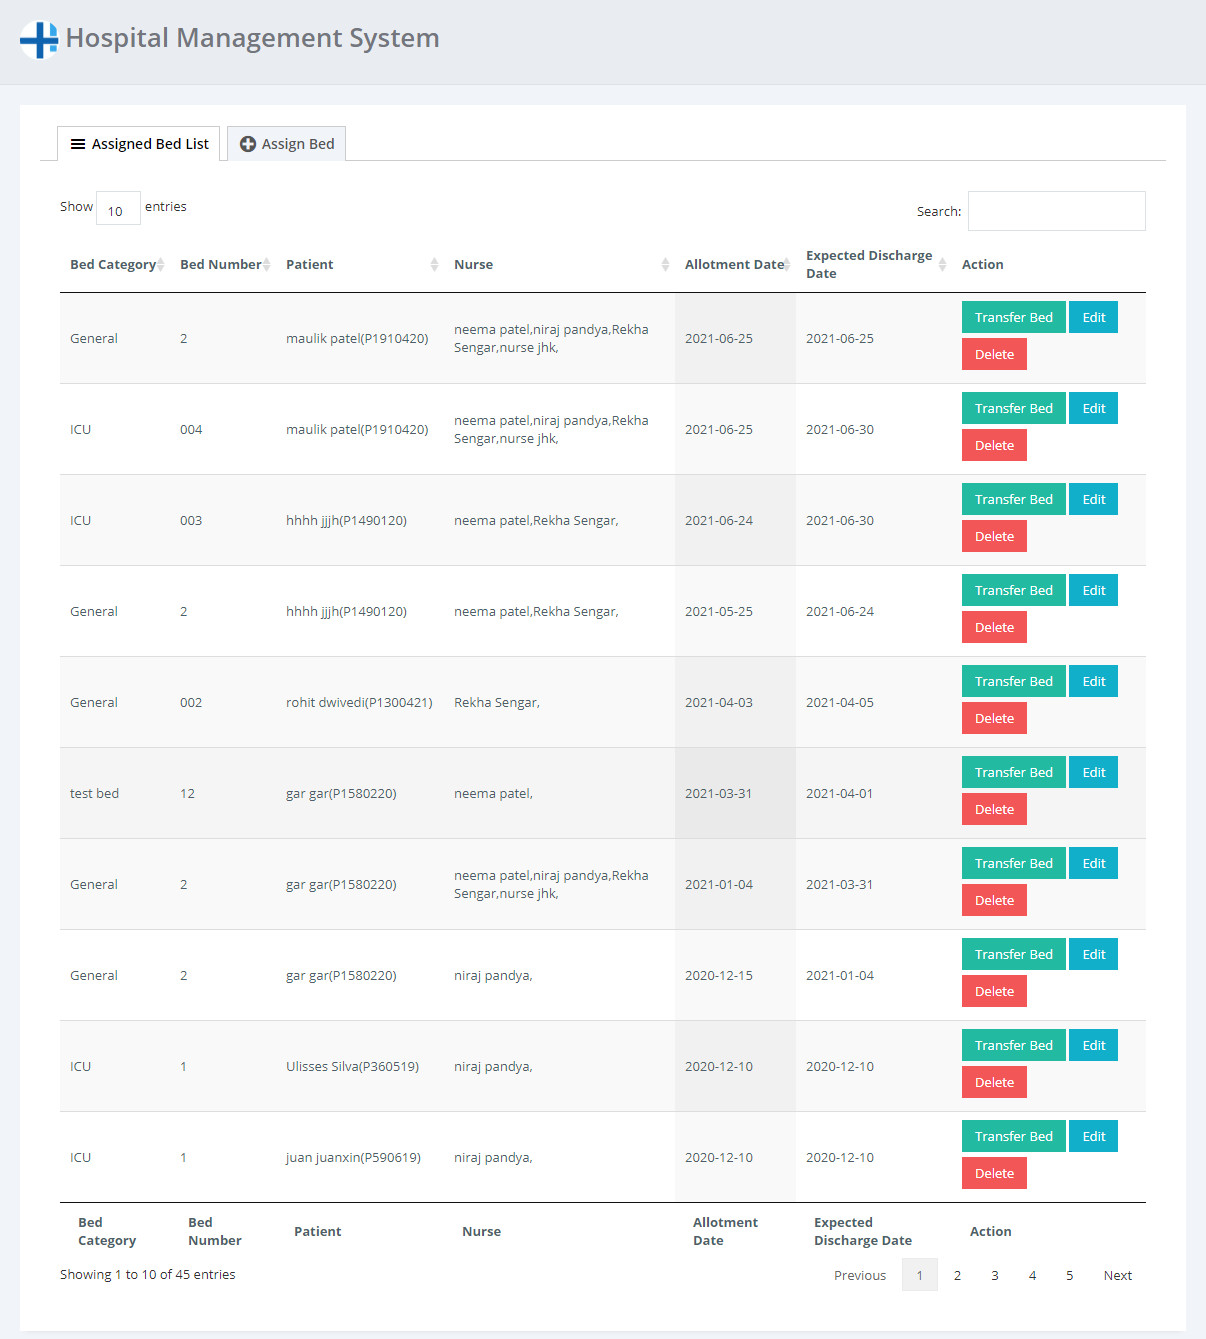 Hospital Management System
Assigned Bed List Assign Bed
Show 10 entries Search:
Bed Category Bed Number Patient Nurse Allotment Date Expected Discharge Date Action
General 2 maulik patel(P1910420) neema patel,niraj pandya,Rekha Sengar,nurse jhk, 2021-06-25 2021-06-25 Transfer Bed Edit Delete
ICU 004 maulik patel(P1910420) neema patel,niraj pandya,Rekha Sengar,nurse jhk, 2021-06-25 2021-06-30 Transfer Bed Edit Delete
ICU 003 hhhh jjjh(P1490120) neema patel,Rekha Sengar, 2021-06-24 2021-06-30 Transfer Bed Edit Delete
General 2 hhhh jjjh(P1490120) neema patel,Rekha Sengar, 2021-05-25 2021-06-24 Transfer Bed Edit Delete
General 002 rohit dwivedi(P1300421) Rekha Sengar, 2021-04-03 2021-04-05 Transfer Bed Edit Delete
test bed 12 gar gar(P1580220) neema patel, 2021-03-31 2021-04-01 Transfer Bed Edit Delete
General 2 gar gar(P1580220) neema patel,niraj pandya,Rekha Sengar,nurse jhk, 2021-01-04 2021-03-31 Transfer Bed Edit Delete
General 2 gar gar(P1580220) niraj pandya, 2020-12-15 2021-01-04 Transfer Bed Edit Delete
ICU 1 Ulisses Silva(P360519) niraj pandya, 2020-12-10 2020-12-10 Transfer Bed Edit Delete
ICU 1 juan juanxin(P590619) niraj pandya, 2020-12-10 2020-12-10 Transfer Bed Edit Delete
Bed Category Bed Number Patient Nurse Allotment Date Expected Discharge Date Action
Showing 1 to 10 of 45 entries Previous 1 2 3 4 5 Next